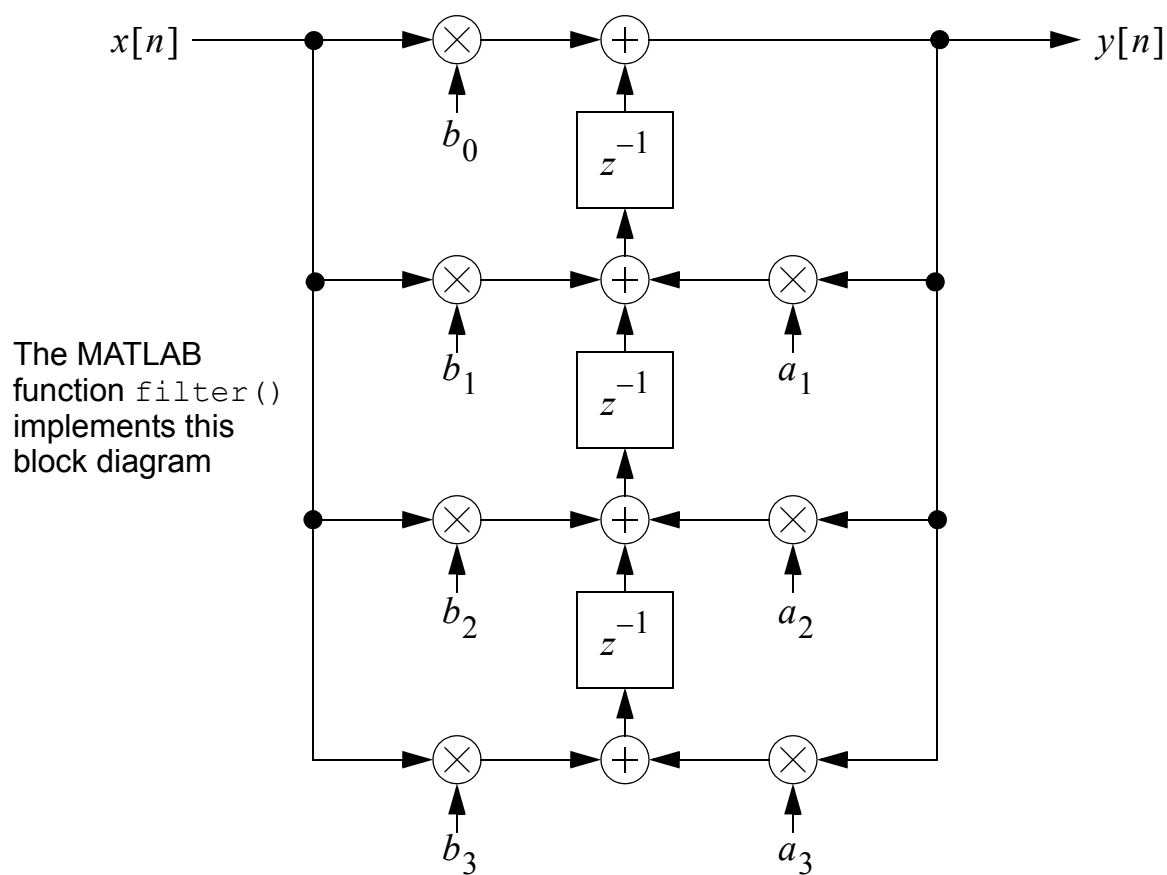 x[n]
y[n]
b₀
z⁻¹
The MATLAB
function filter()
implements this
block diagram
b₁
a₁
z⁻¹
b₂
a₂
z⁻¹
b₃
a₃